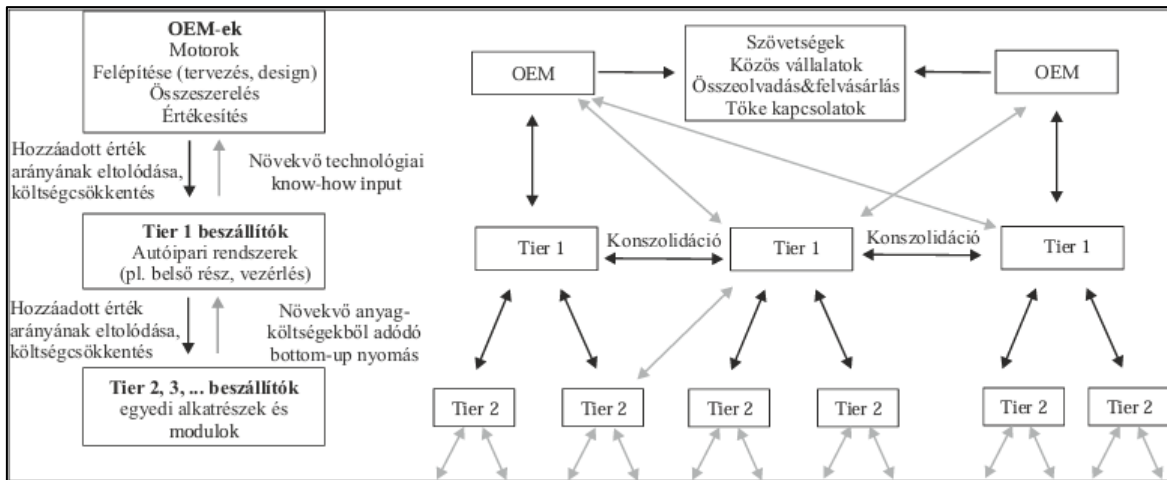 OEM-ek
Motorok
Felépítése (tervezés, design)
Összeszerelés
Értékesítés
Hozzáadott érték
arányának eltolódása,
költségcsökkentés
Növekvő technológiai
know-how input
Tier 1 beszállítók
Autóipari rendszerek
(pl. belső rész, vezérlés)
Hozzáadott érték
arányának eltolódása,
költségcsökkentés
Növekvő anyag-
költségekből adódó
bottom-up nyomás
Tier 2, 3, ... beszállítók
egyedi alkatrészek és
modulok
OEM
Szövetségek
Közös vállalatok
Összeolvadás&felvásárlás
Tőke kapcsolatok
OEM
Tier 1
Konszolidáció
Tier 1
Konszolidáció
Tier 1
Tier 2
Tier 2
Tier 2
Tier 2
Tier 2
Tier 2